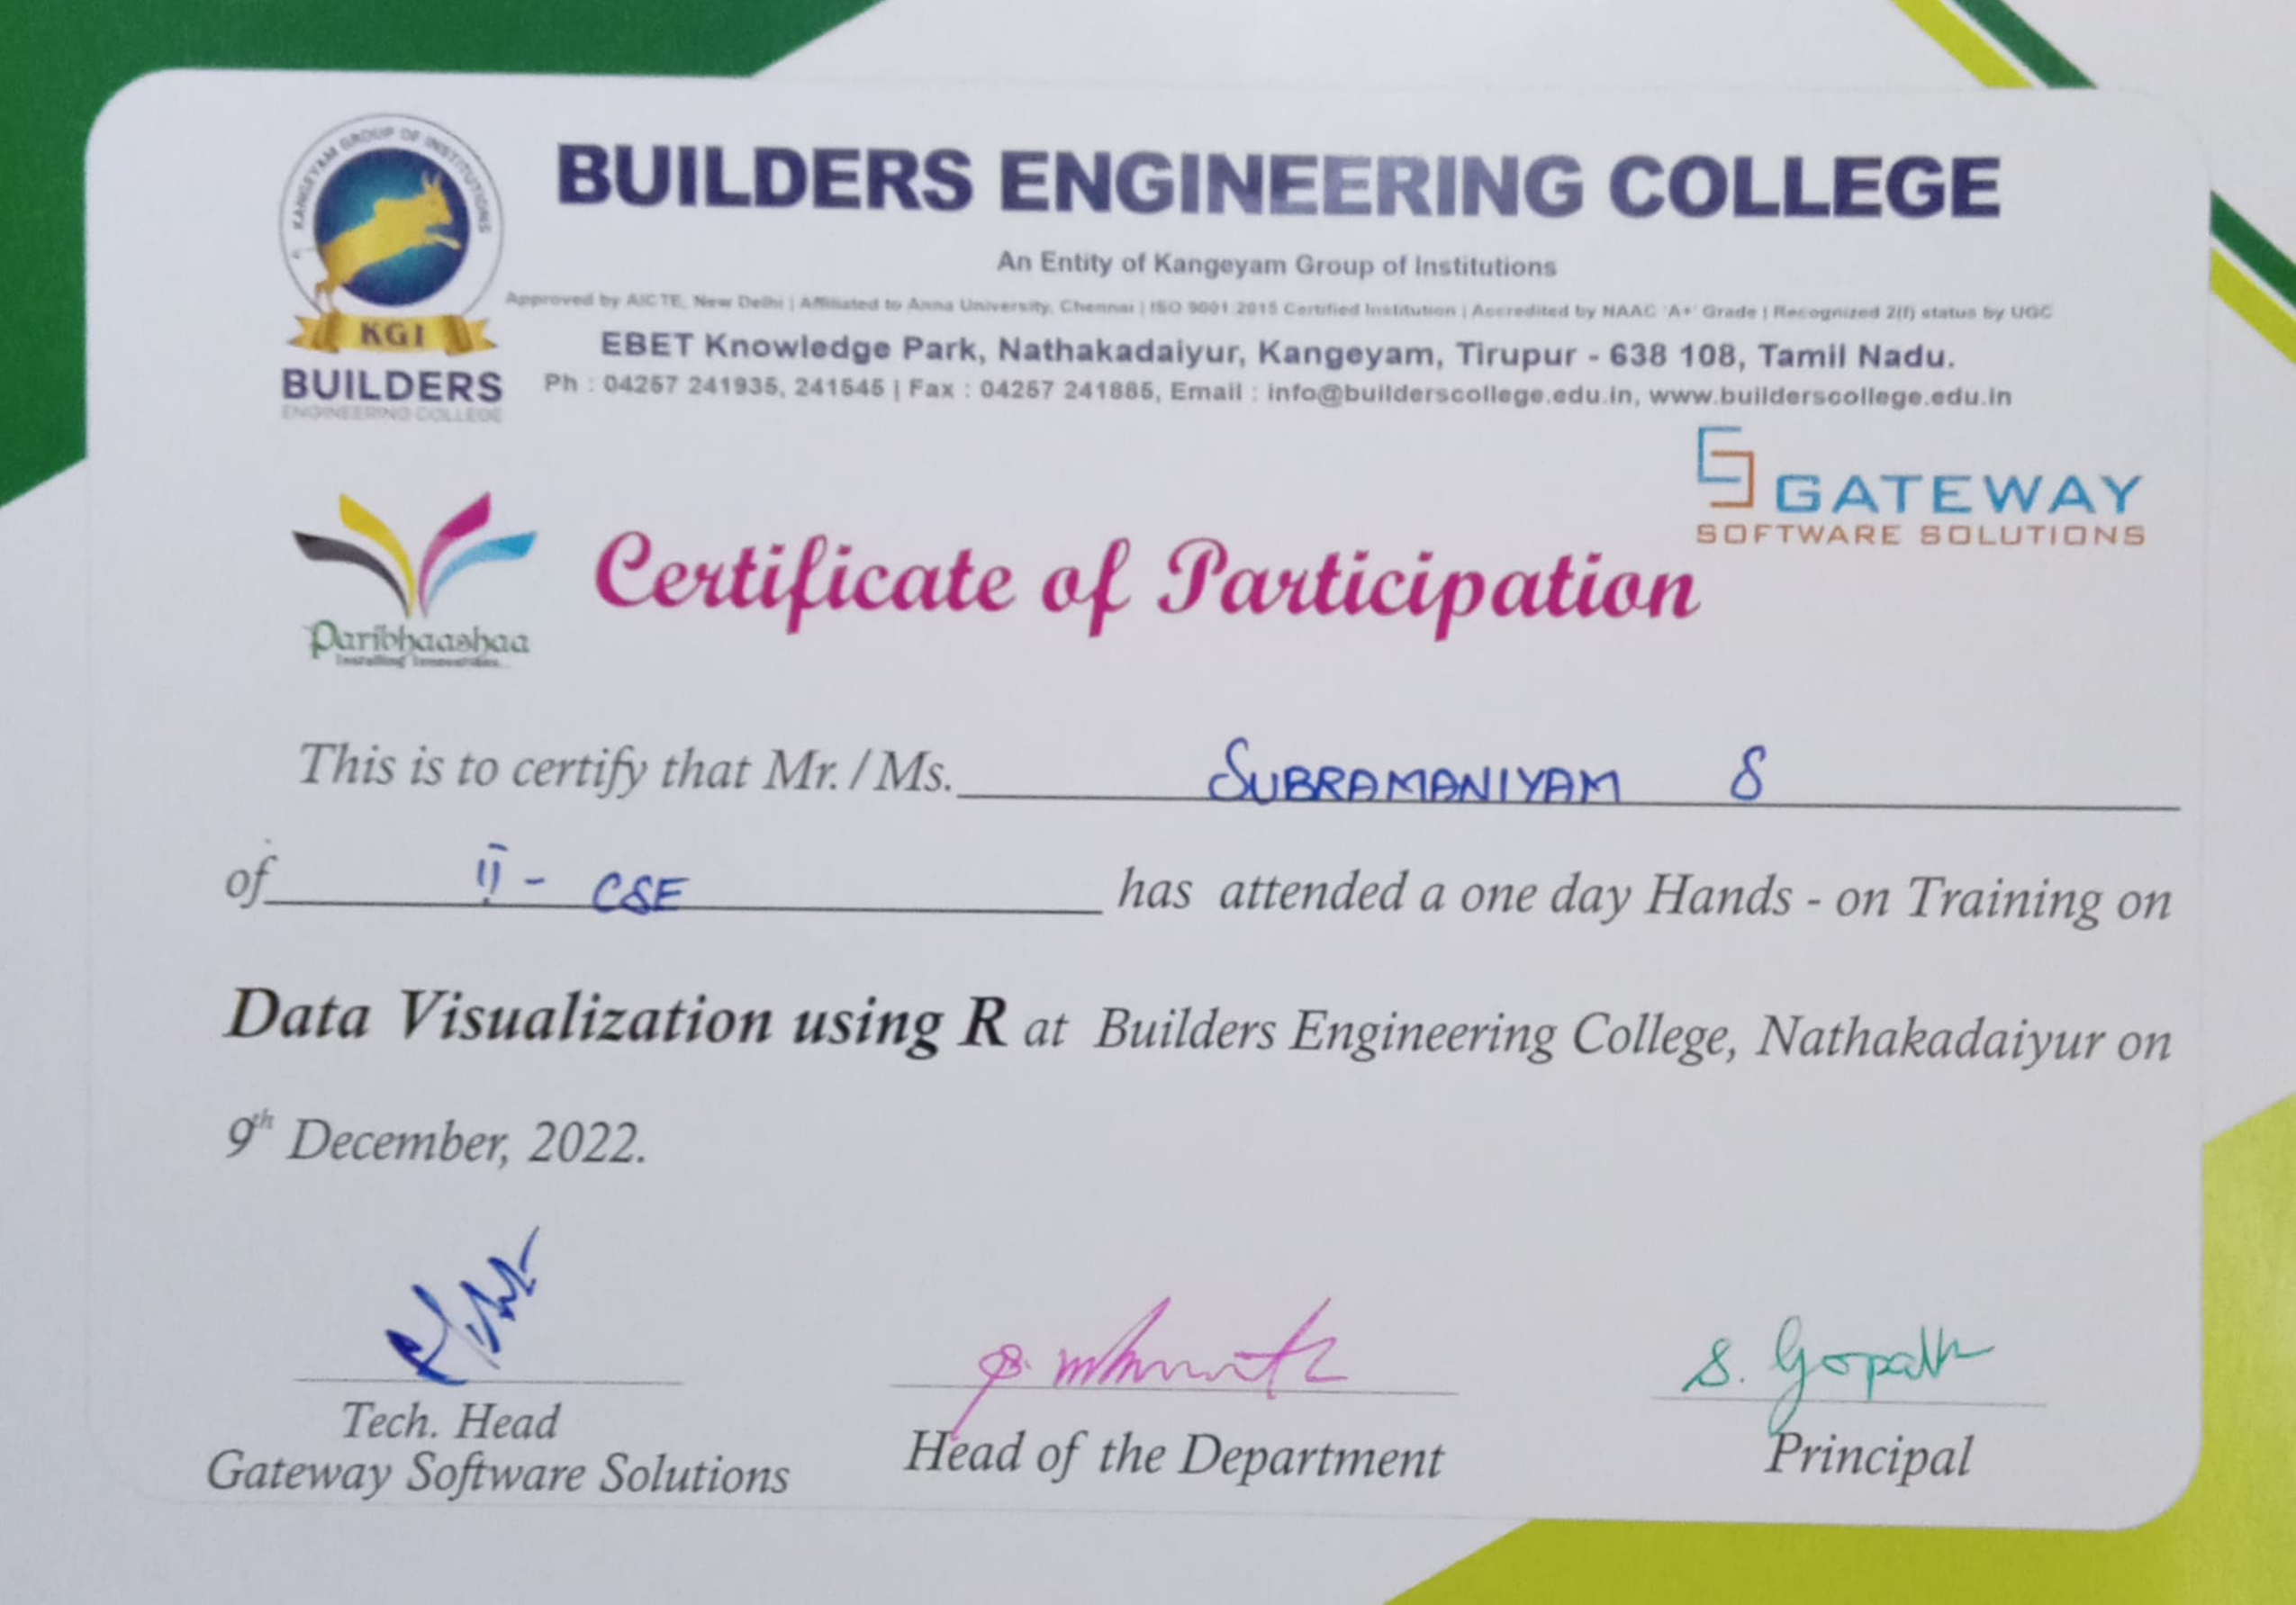 KANGEYAM GROUP OF INSTITUTIONS
KGI
BUILDERS
ENGINEERING COLLEGE
BUILDERS ENGINEERING COLLEGE
An Entity of Kangeyam Group of Institutions
Approved by AICTE, New Delhi | Affiliated to Anna University, Chennai | ISO 9001:2015 Certified Institution | Accredited by NAAC 'A+' Grade | Recognized 2(f) status by UGC
EBET Knowledge Park, Nathakadaiyur, Kangeyam, Tirupur - 638 108, Tamil Nadu.
Ph : 04257 241935, 241545 | Fax : 04257 241885, Email : info@builderscollege.edu.in, www.builderscollege.edu.in
GATEWAY
SOFTWARE SOLUTIONS
Paribhaashaa
Certificate of Participation
This is to certify that Mr. / Ms. SUBRAMANIYAM S
of II - CSE has attended a one day Hands - on Training on
Data Visualization using R at Builders Engineering College, Nathakadaiyur on
9th December, 2022.
S. Gopath
Tech. Head
Gateway Software Solutions
Head of the Department
Principal